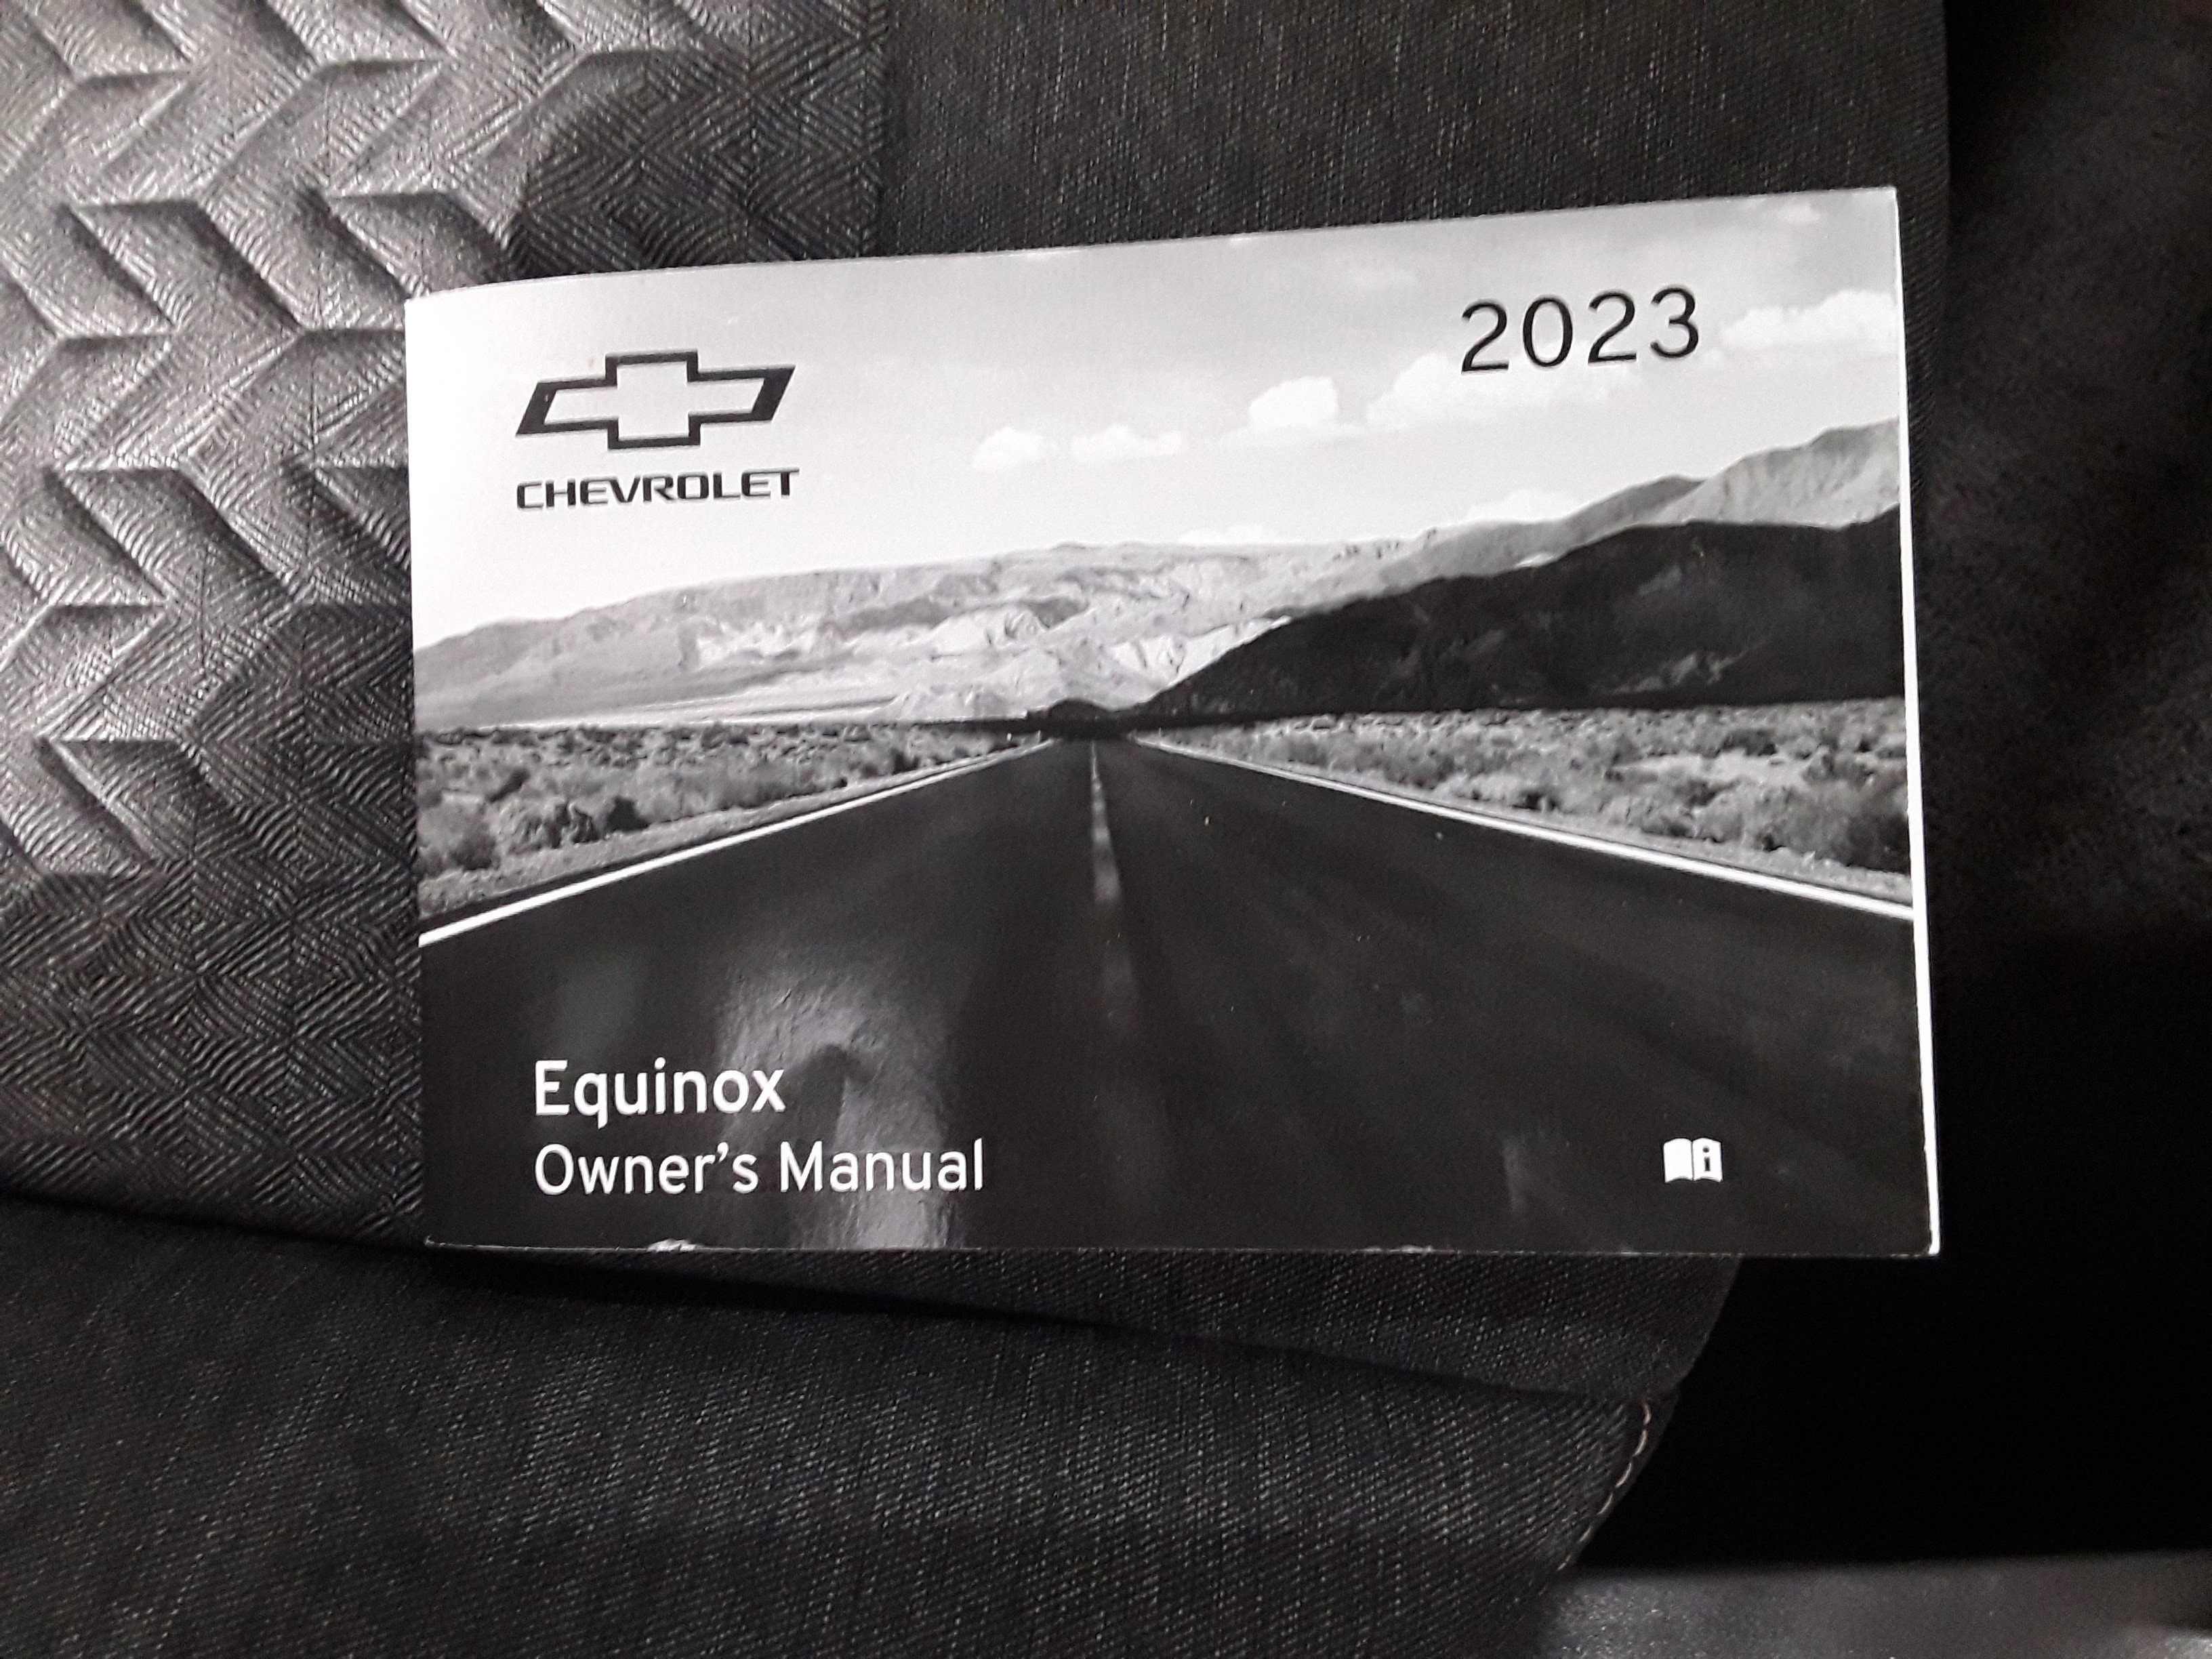 2023
CHEVROLET
Equinox
Owner's Manual